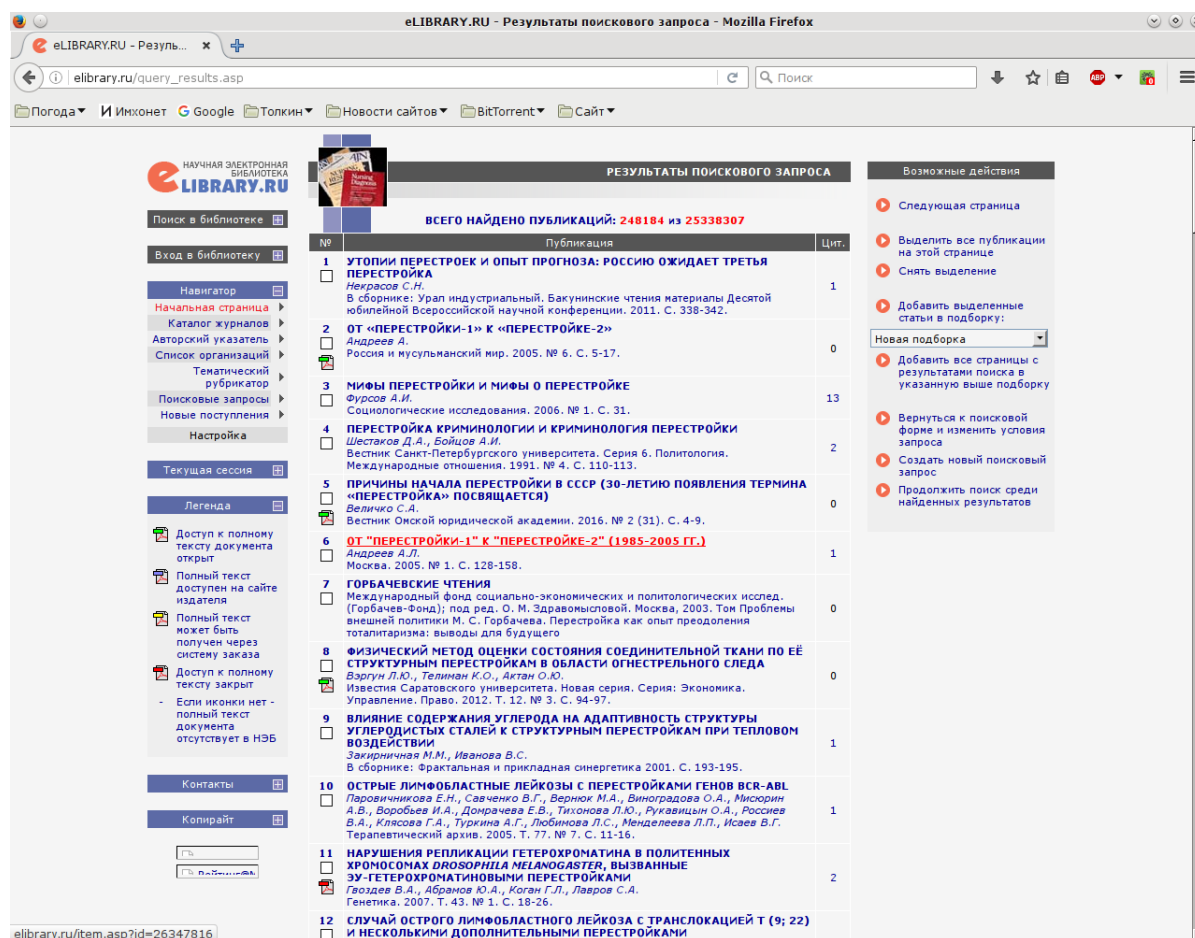 eLIBRARY.RU - Результаты поискового запроса - Mozilla Firefox
eLIBRARY.RU - Резуль...
elibrary.ru/query_results.asp
Поиск
ABP
Погода
Имхонет
Google
Толкин
Новости сайтов
BitTorrent
Сайт
НАУЧНАЯ ЭЛЕКТРОННАЯ
БИБЛИОТЕКА
eLIBRARY.RU
Поиск в библиотеке
Вход в библиотеку
Навигатор
Начальная страница
Каталог журналов
Авторский указатель
Список организаций
Тематический
рубрикатор
Поисковые запросы
Новые поступления
Настройка
Текущая сессия
Легенда
Доступ к полному
тексту документа
открыт
Полный текст
доступен на сайте
издателя
Полный текст
может быть
получен через
систему заказа
Доступ к полному
тексту закрыт
- Если иконки нет -
полный текст
документа
отсутствует в НЭБ
Контакты
Копирайт
AJN
Nursing
Diagnosis
РЕЗУЛЬТАТЫ ПОИСКОВОГО ЗАПРОСА
ВСЕГО НАЙДЕНО ПУБЛИКАЦИЙ: 248184 из 25338307
№ Публикация Цит.
1 УТОПИИ ПЕРЕСТРОЕК И ОПЫТ ПРОГНОЗА: РОССИЮ ОЖИДАЕТ ТРЕТЬЯ
ПЕРЕСТРОЙКА
Некрасов С.Н.
В сборнике: Урал индустриальный. Бакунинские чтения материалы Десятой
юбилейной Всероссийской научной конференции. 2011. С. 338-342.
1
2 ОТ «ПЕРЕСТРОЙКИ-1» К «ПЕРЕСТРОЙКЕ-2»
Андреев А.
Россия и мусульманский мир. 2005. № 6. С. 5-17.
0
3 МИФЫ ПЕРЕСТРОЙКИ И МИФЫ О ПЕРЕСТРОЙКЕ
Фурсов А.И.
Социологические исследования. 2006. № 1. С. 31.
13
4 ПЕРЕСТРОЙКА КРИМИНОЛОГИИ И КРИМИНОЛОГИЯ ПЕРЕСТРОЙКИ
Шестаков Д.А., Бойцов А.И.
Вестник Санкт-Петербургского университета. Серия 6. Политология.
Международные отношения. 1991. № 4. С. 110-113.
2
5 ПРИЧИНЫ НАЧАЛА ПЕРЕСТРОЙКИ В СССР (30-ЛЕТИЮ ПОЯВЛЕНИЯ ТЕРМИНА
«ПЕРЕСТРОЙКА» ПОСВЯЩАЕТСЯ)
Величко С.А.
Вестник Омской юридической академии. 2016. № 2 (31). С. 4-9.
0
6 ОТ "ПЕРЕСТРОЙКИ-1" К "ПЕРЕСТРОЙКЕ-2" (1985-2005 ГГ.)
Андреев А.Л.
Москва. 2005. № 1. С. 128-158.
1
7 ГОРБАЧЕВСКИЕ ЧТЕНИЯ
Международный фонд социально-экономических и политологических исслед.
(Горбачев-Фонд); под ред. О. М. Здравомысловой. Москва, 2003. Том Проблемы
внешней политики М. С. Горбачева. Перестройка как опыт преодоления
тоталитаризма: выводы для будущего
0
8 ФИЗИЧЕСКИЙ МЕТОД ОЦЕНКИ СОСТОЯНИЯ СОЕДИНИТЕЛЬНОЙ ТКАНИ ПО ЕЁ
СТРУКТУРНЫМ ПЕРЕСТРОЙКАМ В ОБЛАСТИ ОГНЕСТРЕЛЬНОГО СЛЕДА
Вэргун Л.Ю., Телиман К.О., Актан О.Ю.
Известия Саратовского университета. Новая серия. Серия: Экономика.
Управление. Право. 2012. Т. 12. № 3. С. 94-97.
0
9 ВЛИЯНИЕ СОДЕРЖАНИЯ УГЛЕРОДА НА АДАПТИВНОСТЬ СТРУКТУРЫ
УГЛЕРОДИСТЫХ СТАЛЕЙ К СТРУКТУРНЫМ ПЕРЕСТРОЙКАМ ПРИ ТЕПЛОВОМ
ВОЗДЕЙСТВИИ
Закирничная М.М., Иванова В.С.
В сборнике: Фрактальная и прикладная синергетика 2001. С. 193-195.
1
10 ОСТРЫЕ ЛИМФОБЛАСТНЫЕ ЛЕЙКОЗЫ С ПЕРЕСТРОЙКАМИ ГЕНОВ BCR-ABL
Паровичникова Е.Н., Савченко В.Г., Вернюк М.А., Виноградова О.А., Мисюрин
А.В., Воробьев И.А., Домрачева Е.В., Тихонова Л.Ю., Рукавицын О.А., Россиев
В.А., Клясова Г.А., Туркина А.Г., Любимова Л.С., Менделеева Л.П., Исаев В.Г.
Терапевтический архив. 2005. Т. 77. № 7. С. 11-16.
1
11 НАРУШЕНИЯ РЕПЛИКАЦИИ ГЕТЕРОХРОМАТИНА В ПОЛИТЕННЫХ
ХРОМОСОМАХ DROSOPHILA MELANOGASTER, ВЫЗВАННЫЕ
ЭУ-ГЕТЕРОХРОМАТИНОВЫМИ ПЕРЕСТРОЙКАМИ
Гвоздев В.А., Абрамов Ю.А., Коган Г.Л., Лавров С.А.
Генетика. 2007. Т. 43. № 1. С. 18-26.
2
12 СЛУЧАЙ ОСТРОГО ЛИМФОБЛАСТНОГО ЛЕЙКОЗА С ТРАНСЛОКАЦИЕЙ T (9; 22)
И НЕСКОЛЬКИМИ ДОПОЛНИТЕЛЬНЫМИ ПЕРЕСТРОЙКАМИ
Возможные действия
Следующая страница
Выделить все публикации
на этой странице
Снять выделение
Добавить выделенные
статьи в подборку:
Новая подборка
Добавить все страницы с
результатами поиска в
указанную выше подборку
Вернуться к поисковой
форме и изменить условия
запроса
Создать новый поисковый
запрос
Продолжить поиск среди
найденных результатов
elibrary.ru/item.asp?id=26347816